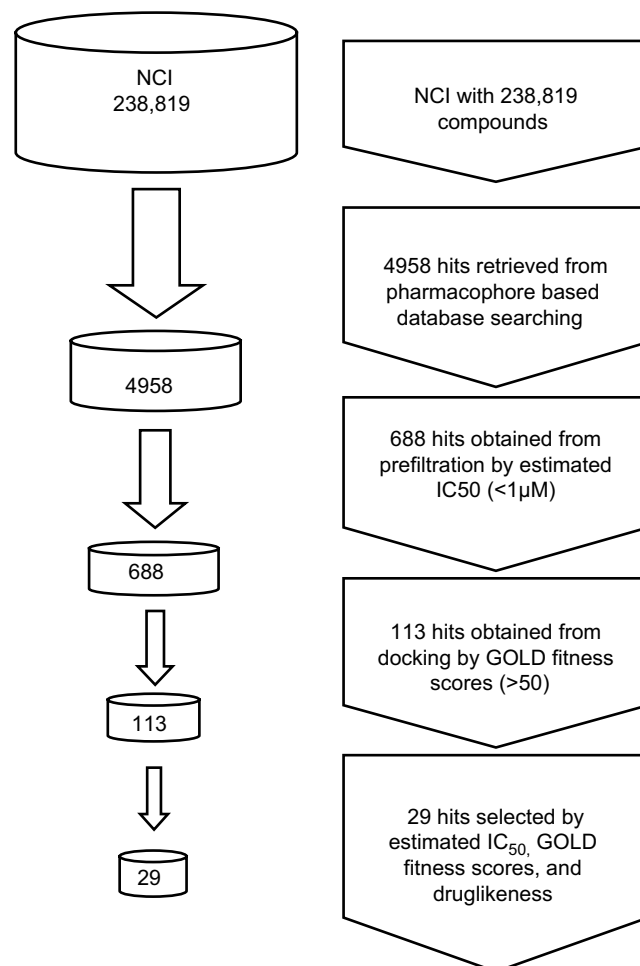 NCI
238,819
NCI with 238,819
compounds
4958 hits retrieved from
pharmacophore based
database searching
4958
688 hits obtained from
prefiltration by estimated
IC50 (<1µM)
688
113 hits obtained from
docking by GOLD fitness
scores (>50)
113
29 hits selected by
estimated IC50, GOLD
fitness scores, and
druglikeness
29